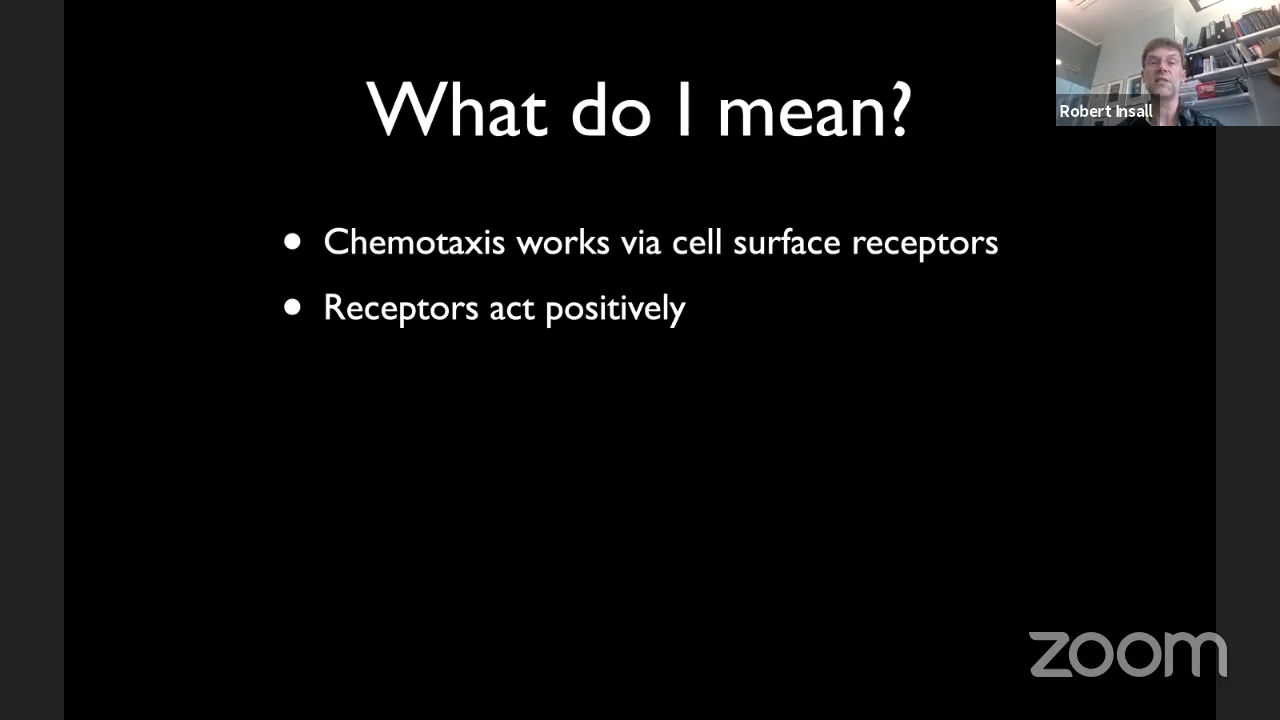 What do I mean?
Robert Insall
• Chemotaxis works via cell surface receptors
• Receptors act positively
zoom